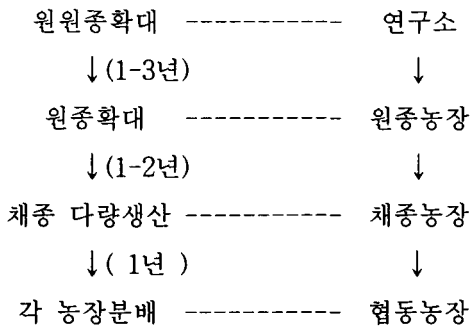 원원종확대 ----------- 연구소
↓(1-3년) ↓
원종확대 ----------- 원종농장
↓(1-2년) ↓
채종 다량생산 ----------- 채종농장
↓( 1년 ) ↓
각 농장분배 ----------- 협동농장